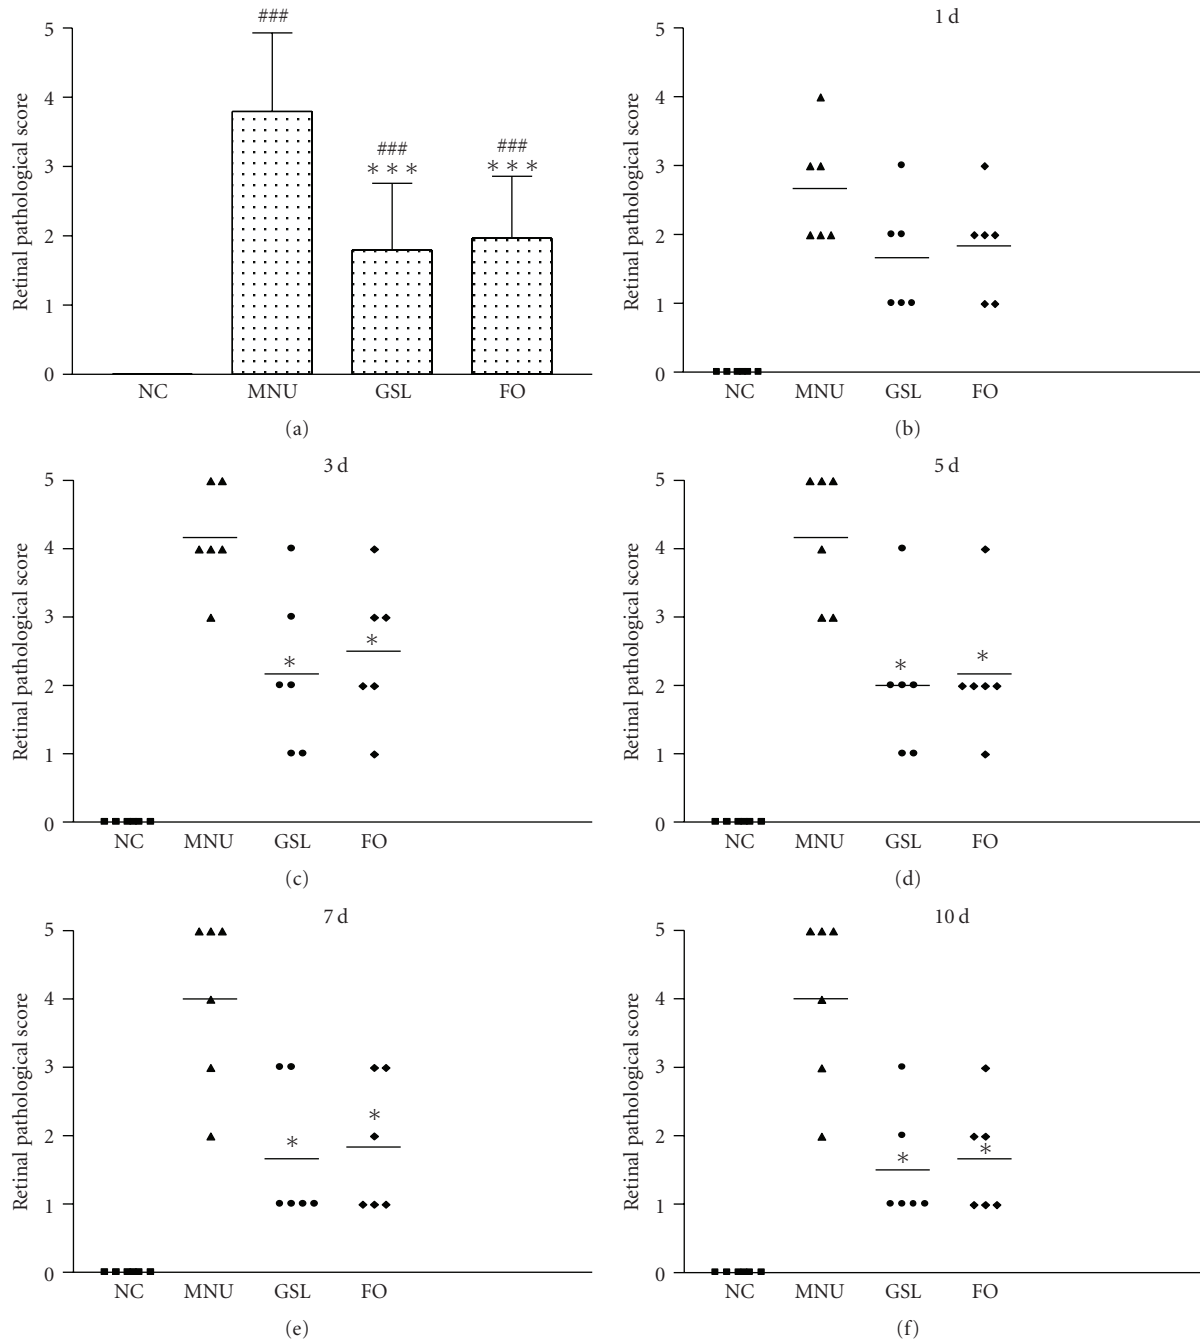 Retinal pathological score
5
4
3
2
1
0
###
###
* * *
###
* * *
NC MNU GSL FO
(a)
1 d
Retinal pathological score
5
4
3
2
1
0
NC MNU GSL FO
(b)
3 d
Retinal pathological score
5
4
3
2
1
0
*
*
NC MNU GSL FO
(c)
5 d
Retinal pathological score
5
4
3
2
1
0
*
*
NC MNU GSL FO
(d)
7 d
Retinal pathological score
5
4
3
2
1
0
*
*
NC MNU GSL FO
(e)
10 d
Retinal pathological score
5
4
3
2
1
0
*
*
NC MNU GSL FO
(f)